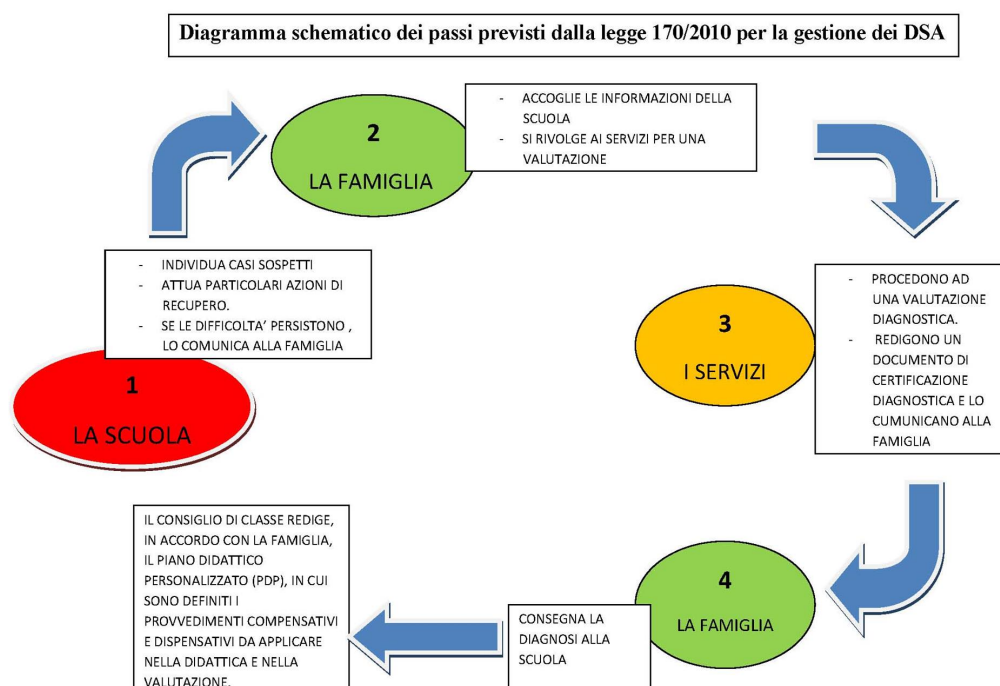 Diagramma schematico dei passi previsti dalla legge 170/2010 per la gestione dei DSA
1
LA SCUOLA
- INDIVIDUA CASI SOSPETTI
- ATTUA PARTICOLARI AZIONI DI
RECUPERO.
- SE LE DIFFICOLTA’ PERSISTONO ,
LO COMUNICA ALLA FAMIGLIA
2
LA FAMIGLIA
- ACCOGLIE LE INFORMAZIONI DELLA
SCUOLA
- SI RIVOLGE AI SERVIZI PER UNA
VALUTAZIONE
3
I SERVIZI
- PROCEDONO AD
UNA VALUTAZIONE
DIAGNOSTICA.
- REDIGONO UN
DOCUMENTO DI
CERTIFICAZIONE
DIAGNOSTICA E LO
CUMUNICANO ALLA
FAMIGLIA
4
LA FAMIGLIA
CONSEGNA LA
DIAGNOSI ALLA
SCUOLA
IL CONSIGLIO DI CLASSE REDIGE,
IN ACCORDO CON LA FAMIGLIA,
IL PIANO DIDATTICO
PERSONALIZZATO (PDP), IN CUI
SONO DEFINITI I
PROVVEDIMENTI COMPENSATIVI
E DISPENSATIVI DA APPLICARE
NELLA DIDATTICA E NELLA
VALUTAZIONE.